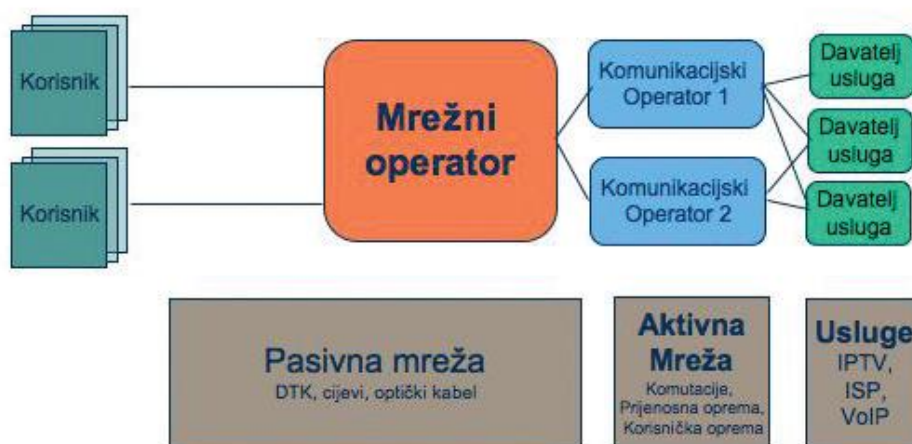 Korisnik
Korisnik
Mrežni
operator
Komunikacijski
Operator 1
Komunikacijski
Operator 2
Davatelj
usluga
Davatelj
usluga
Davatelj
usluga
Pasivna mreža
DTK, cijevi, optički kabel
Aktivna
Mreža
Komutacije,
Prijenosna oprema,
Korisnička oprema
Usluge
IPTV,
ISP,
VoIP